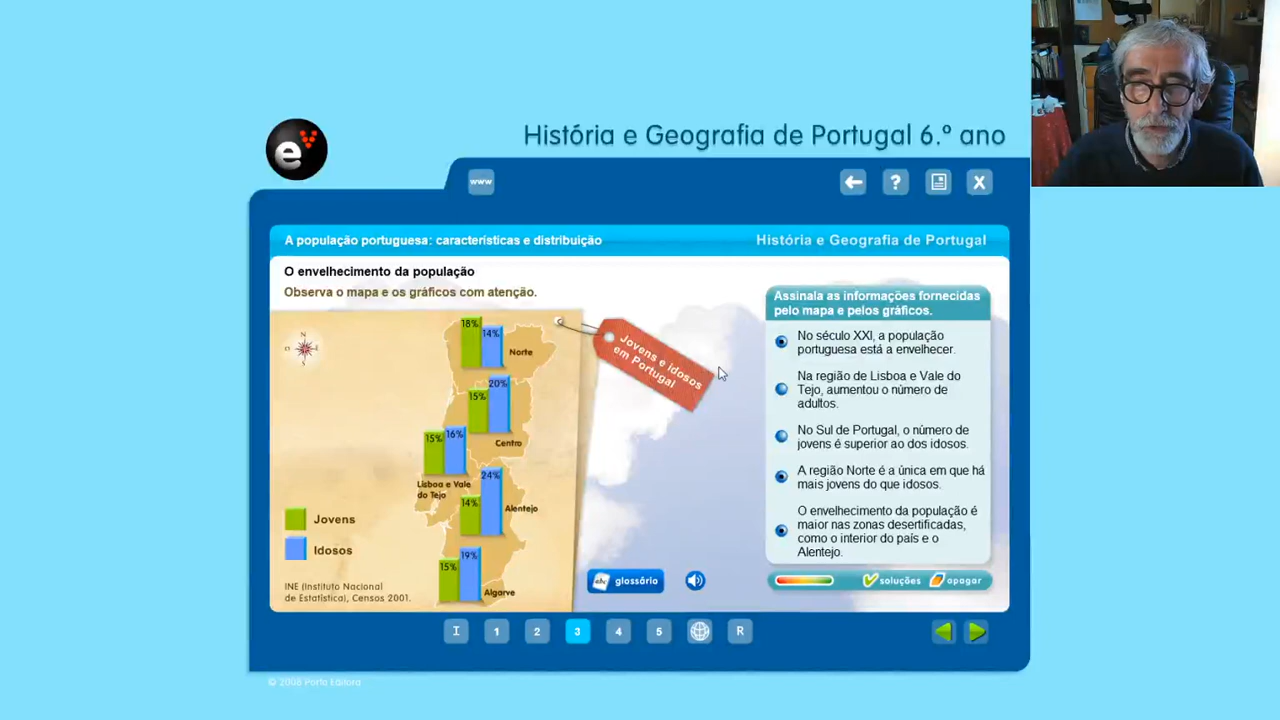 e
História e Geografia de Portugal 6.º ano
www
?
X
A população portuguesa: características e distribuição
História e Geografia de Portugal
O envelhecimento da população
Observa o mapa e os gráficos com atenção.
N
O
E
S
18%
14%
Norte
20%
15%
Centro
15%
16%
Lisboa e Vale
do Tejo
24%
14%
Alentejo
15%
19%
Algarve
Jovens
Idosos
INE (Instituto Nacional
de Estatística), Censos 2001.
Jovens e idosos
em Portugal
Assinala as informações fornecidas
pelo mapa e pelos gráficos.
No século XXI, a população
portuguesa está a envelhecer.
Na região de Lisboa e Vale do
Tejo, aumentou o número de
adultos.
No Sul de Portugal, o número de
jovens é superior ao dos idosos.
A região Norte é a única em que há
mais jovens do que idosos.
O envelhecimento da população é
maior nas zonas desertificadas,
como o interior do país e o
Alentejo.
abc glossário
soluções
apagar
I
1
2
3
4
5
R
© 2008 Porto Editora